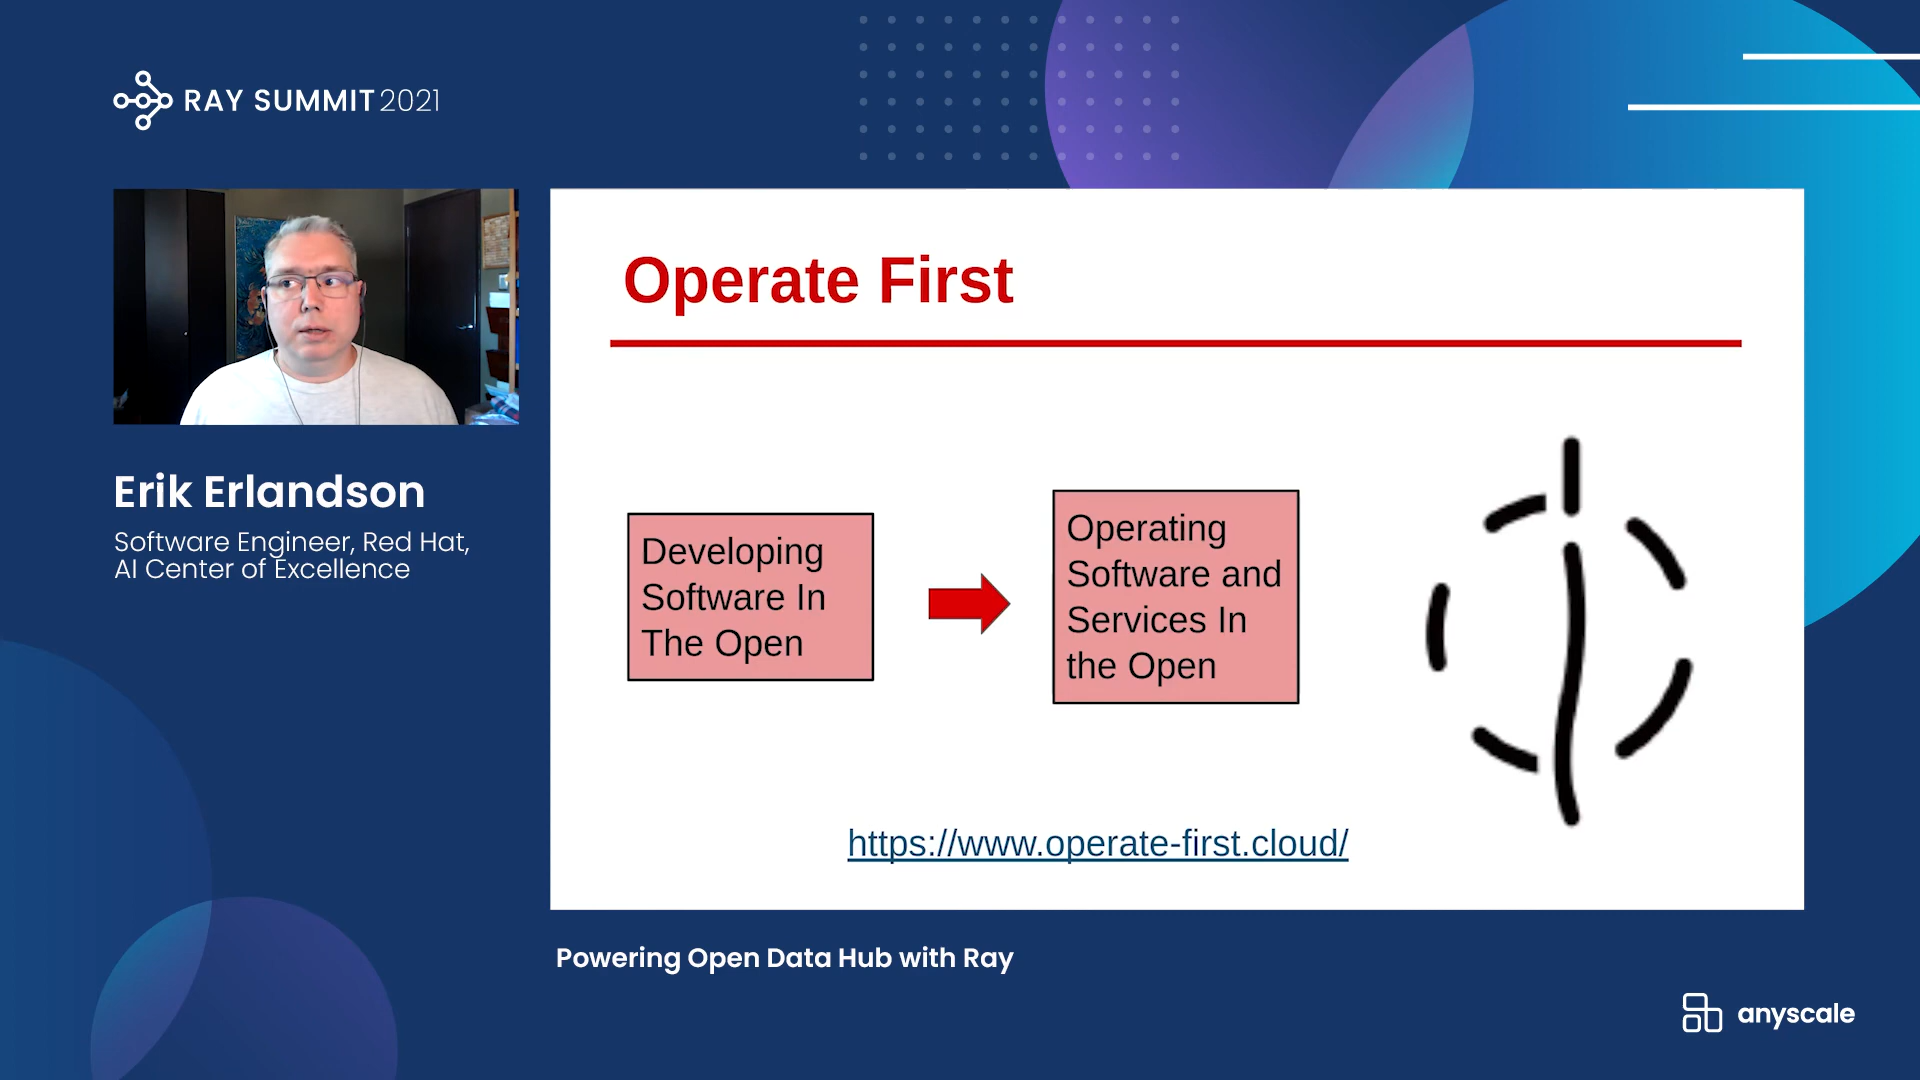 RAY SUMMIT 2021
Erik Erlandson
Software Engineer, Red Hat,
AI Center of Excellence
Operate First
Developing
Software In
The Open
Operating
Software and
Services In
the Open
https://www.operate-first.cloud/
Powering Open Data Hub with Ray
anyscale